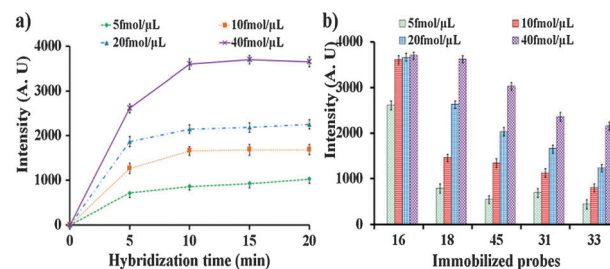 a)
5fmol/µL
10fmol/µL
20fmol/µL
40fmol/µL
Intensity (A. U)
4000
3000
2000
1000
0
0 5 10 15 20
Hybridization time (min)
b)
5fmol/µL
10fmol/µL
20fmol/µL
40fmol/µL
Intensity (A. U)
4000
3000
2000
1000
0
16 18 45 31 33
Immobilized probes